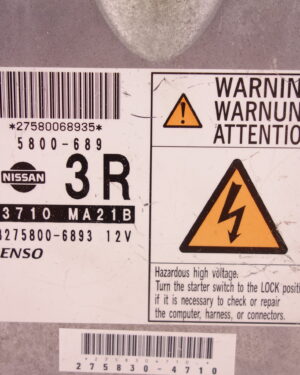 *27580068935*
5800-689
NISSAN
3R
3710 MA21B
4275800-6893 12V
ENSO
WARNIN
WARNUN
ATTENTIO
Hazardous high voltage.
Turn the starter switch to the LOCK positi
if it is necessary to check or repair
the computer, harness, or connectors.
275830-4710